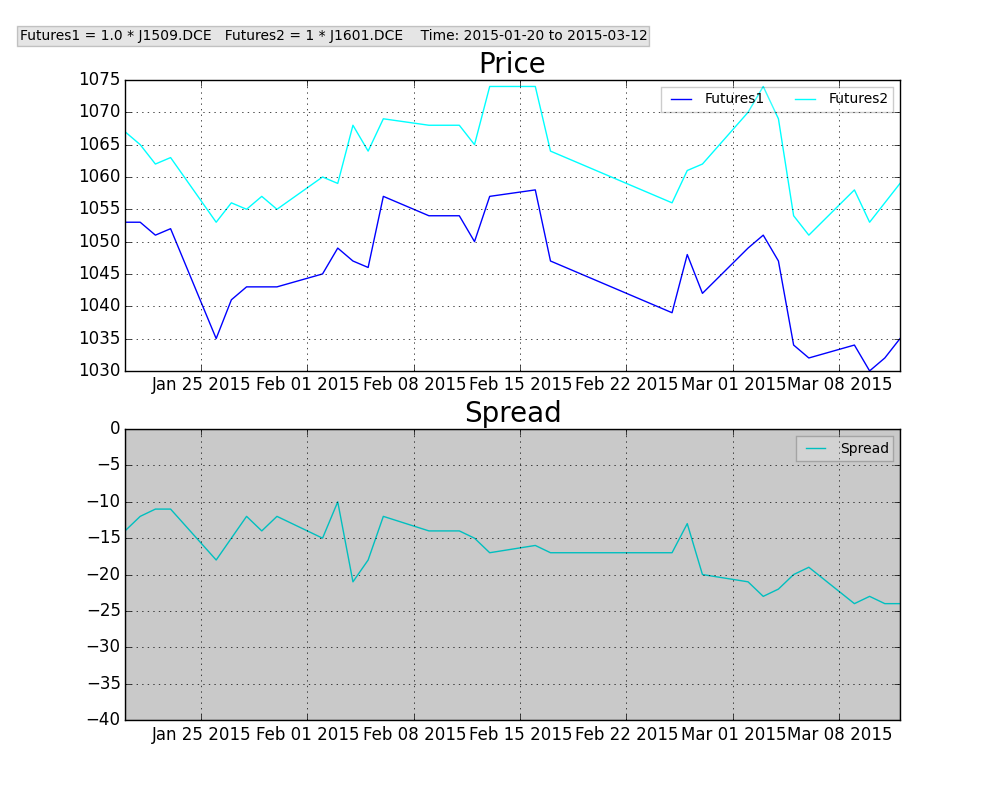 Futures1 = 1.0 * J1509.DCE   Futures2 = 1 * J1601.DCE    Time: 2015-01-20 to 2015-03-12
Price
1075
Futures1 Futures2
1070
1065
1060
1055
1050
1045
1040
1035
1030
Jan 25 2015 Feb 01 2015 Feb 08 2015 Feb 15 2015 Feb 22 2015 Mar 01 2015 Mar 08 2015
Spread
0
Spread
−5
−10
−15
−20
−25
−30
−35
−40
Jan 25 2015 Feb 01 2015 Feb 08 2015 Feb 15 2015 Feb 22 2015 Mar 01 2015 Mar 08 2015